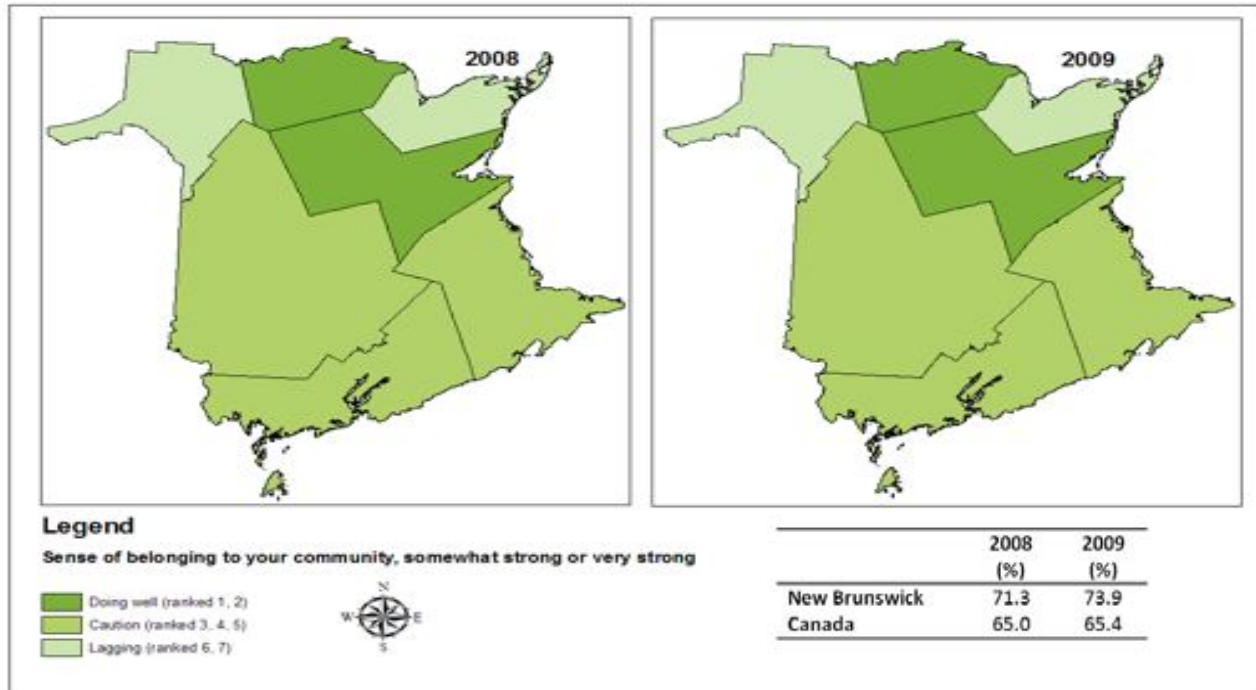 2008
2009
Legend
Sense of belonging to your community, somewhat strong or very strong
Doing well (ranked 1, 2)
Caution (ranked 3, 4, 5)
Lagging (ranked 6, 7)
N
W E
S
2008 2009
(%) (%)
New Brunswick 71.3 73.9
Canada 65.0 65.4